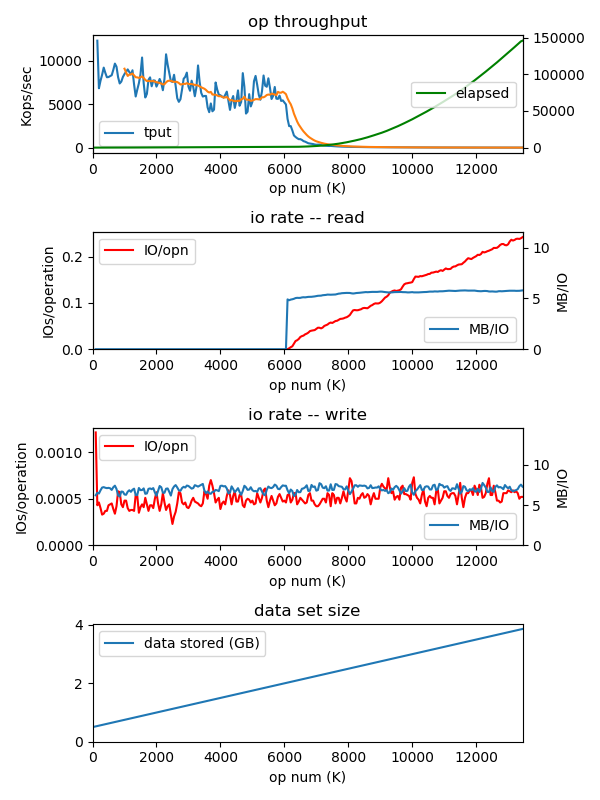 op throughput
Kops/sec
10000
5000
0
150000
100000
50000
0
tput
elapsed
0 2000 4000 6000 8000 10000 12000
op num (K)
io rate -- read
IOs/operation
0.2
0.1
0.0
10
5
0
MB/IO
IO/opn
MB/IO
0 2000 4000 6000 8000 10000 12000
op num (K)
io rate -- write
IOs/operation
0.0010
0.0005
0.0000
10
5
0
MB/IO
IO/opn
MB/IO
0 2000 4000 6000 8000 10000 12000
op num (K)
data set size
4
2
0
data stored (GB)
0 2000 4000 6000 8000 10000 12000
op num (K)